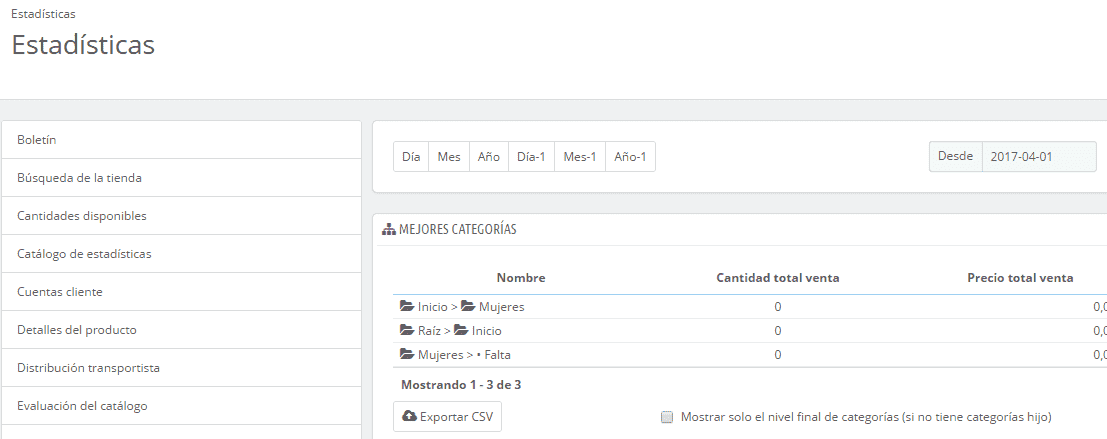 Estadísticas
Estadísticas
Boletín
Búsqueda de la tienda
Cantidades disponibles
Catálogo de estadísticas
Cuentas cliente
Detalles del producto
Distribución transportista
Evaluación del catálogo
Día Mes Año Día-1 Mes-1 Año-1 Desde 2017-04-01
MEJORES CATEGORÍAS
Nombre Cantidad total venta Precio total venta
Inicio > Mujeres 0 0,0
Raíz > Inicio 0 0,0
Mujeres > • Falta 0 0,0
Mostrando 1 - 3 de 3
Exportar CSV Mostrar solo el nivel final de categorías (si no tiene categorías hijo)